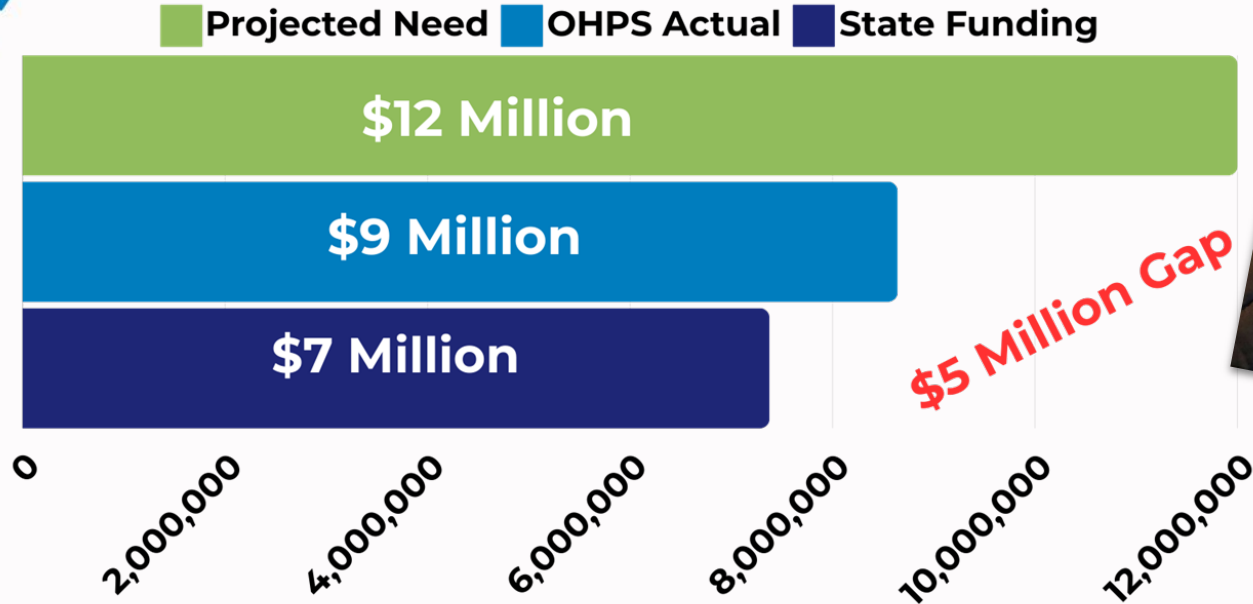 Projected Need OHPS Actual State Funding
$12 Million
$9 Million
$5 Million Gap
$7 Million
0 2,000,000 4,000,000 6,000,000 8,000,000 10,000,000 12,000,000